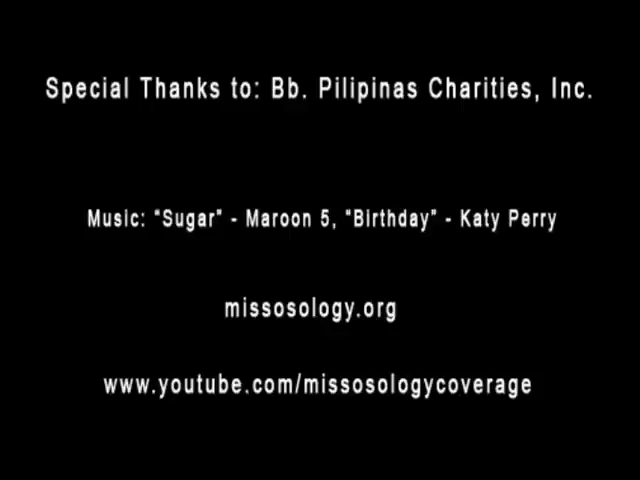 Special Thanks to: Bb. Pilipinas Charities, Inc.
Music: “Sugar” - Maroon 5, “Birthday” - Katy Perry
missosology.org
www.youtube.com/missosologycoverage